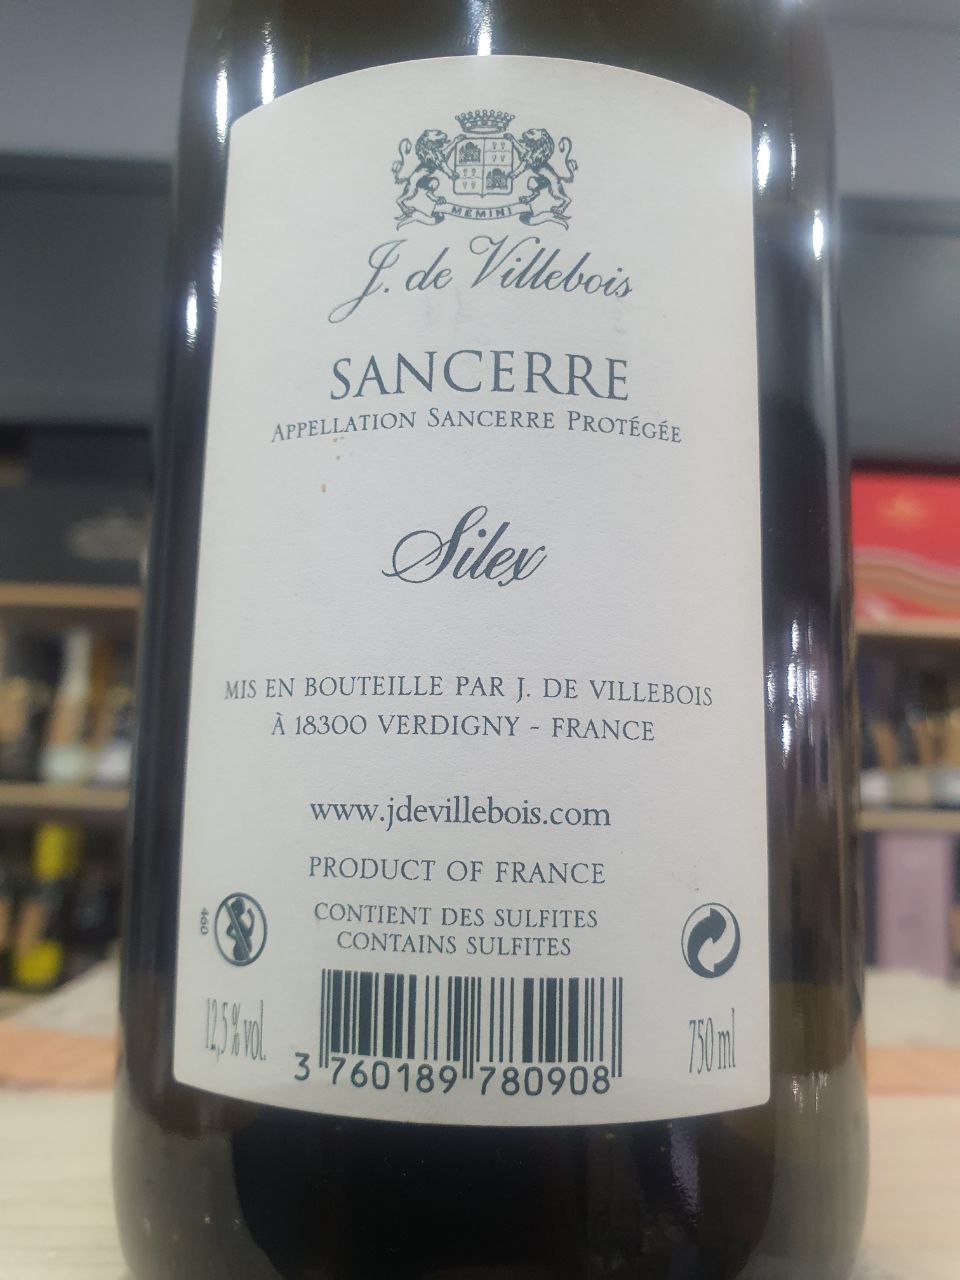 MEMINI
J. de Villebois
SANCERRE
APPELLATION SANCERRE PROTÉGÉE
Silex
MIS EN BOUTEILLE PAR J. DE VILLEBOIS
À 18300 VERDIGNY - FRANCE
www.jdevillebois.com
PRODUCT OF FRANCE
CONTIENT DES SULFITES
CONTAINS SULFITES
460
12,5 % vol.
3 760189 780908
750 ml